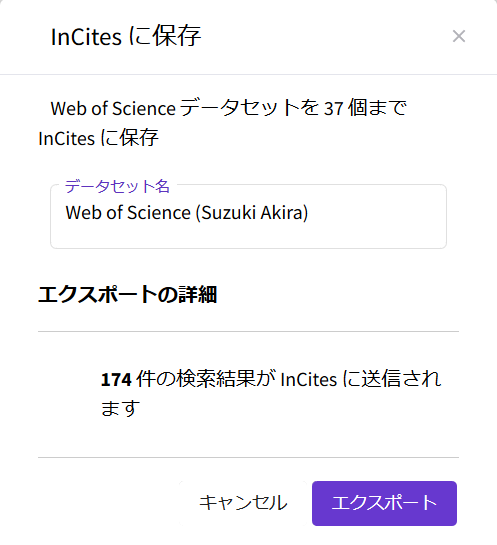 InCites に保存
Web of Science データセットを 37 個まで
InCites に保存
データセット名
Web of Science (Suzuki Akira)
エクスポートの詳細
174 件の検索結果が InCites に送信され
ます
キャンセル
エクスポート